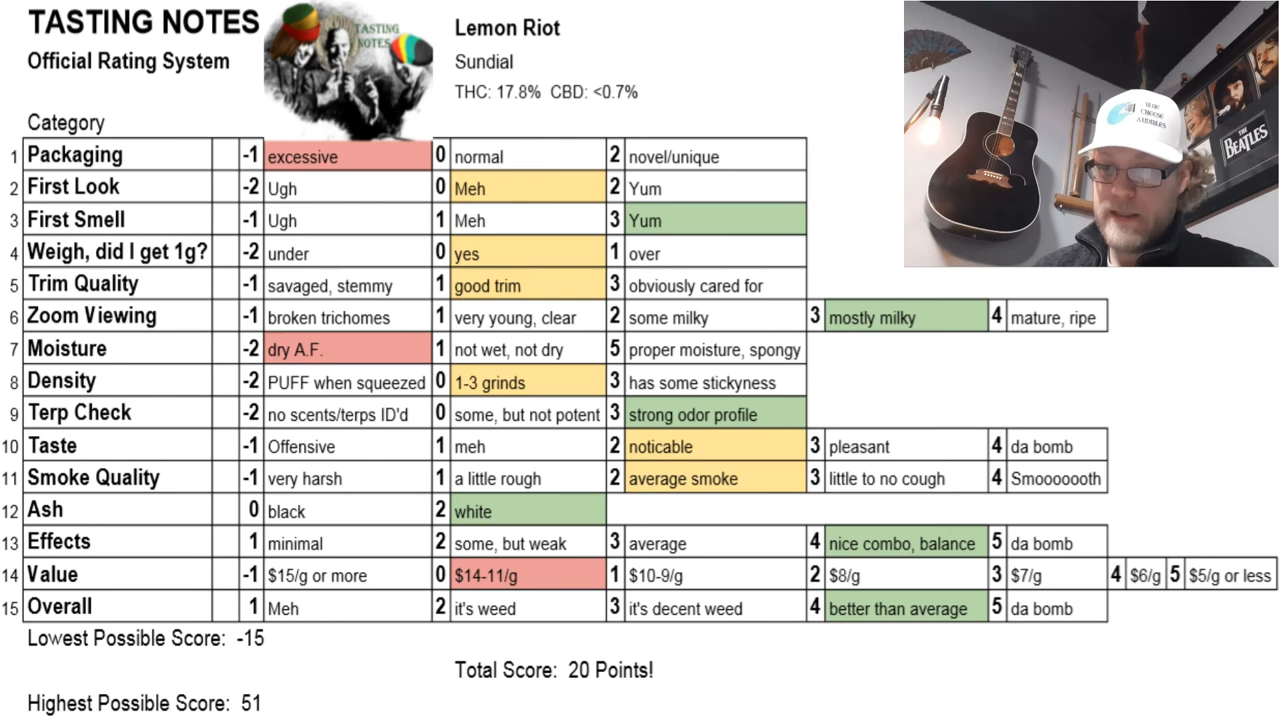 TASTING NOTES
Official Rating System
TASTING
NOTES
Lemon Riot
Sundial
THC: 17.8% CBD: <0.7%
BLUE
CHEESE
THE
BEATLES
Category
1 Packaging -1 excessive 0 normal 2 novel/unique
2 First Look -2 Ugh 0 Meh 2 Yum
3 First Smell -1 Ugh 1 Meh 3 Yum
4 Weigh, did I get 1g? -2 under 0 yes 1 over
5 Trim Quality -1 savaged, stemmy 1 good trim 3 obviously cared for
6 Zoom Viewing -1 broken trichomes 1 very young, clear 2 some milky 3 mostly milky 4 mature, ripe
7 Moisture -2 dry A.F. 1 not wet, not dry 5 proper moisture, spongy
8 Density -2 PUFF when squeezed 0 1-3 grinds 3 has some stickyness
9 Terp Check -2 no scents/terps ID'd 0 some, but not potent 3 strong odor profile
10 Taste -1 Offensive 1 meh 2 noticable 3 pleasant 4 da bomb
11 Smoke Quality -1 very harsh 1 a little rough 2 average smoke 3 little to no cough 4 Smooooooth
12 Ash 0 black 2 white
13 Effects 1 minimal 2 some, but weak 3 average 4 nice combo, balance 5 da bomb
14 Value -1 $15/g or more 0 $14-11/g 1 $10-9/g 2 $8/g 3 $7/g 4 $6/g 5 $5/g or less
15 Overall 1 Meh 2 it's weed 3 it's decent weed 4 better than average 5 da bomb
Lowest Possible Score: -15
Total Score: 20 Points!
Highest Possible Score: 51